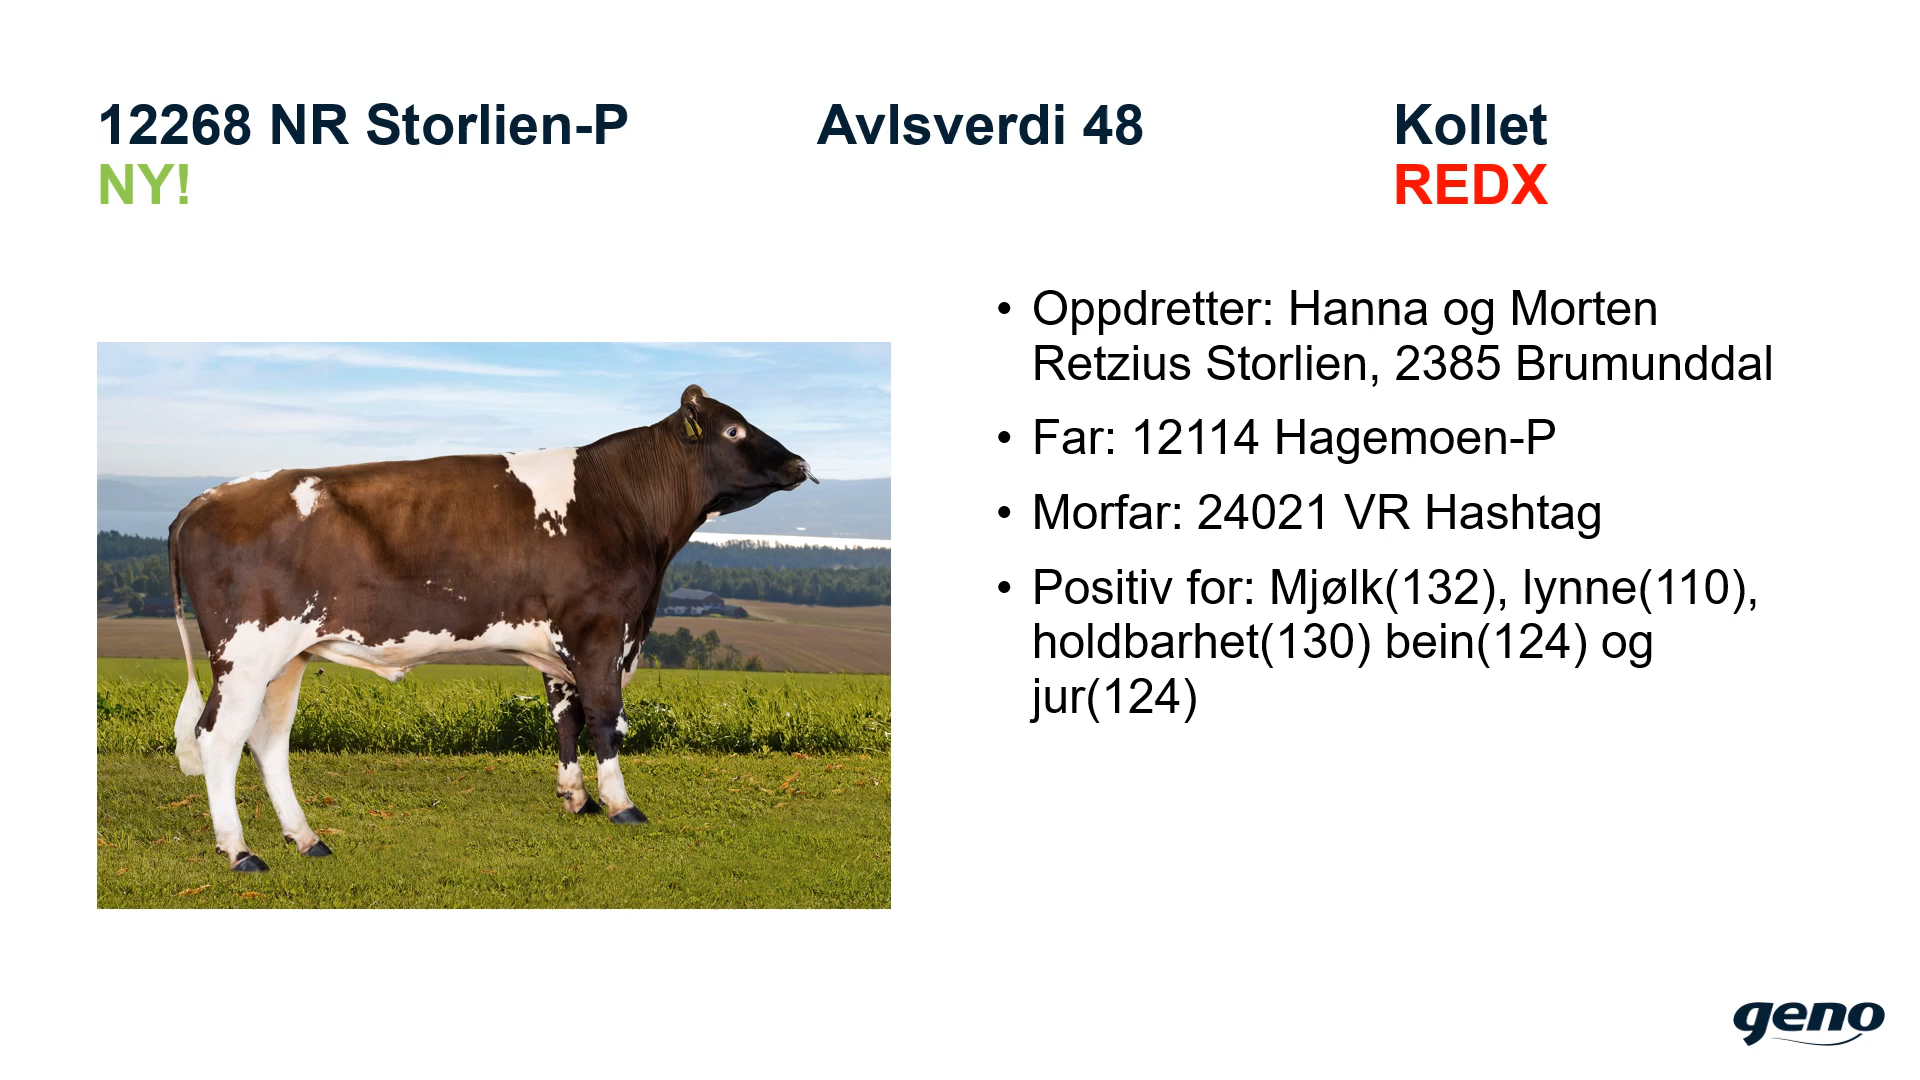 12268 NR Storlien-P Avlsverdi 48 Kollet
NY! REDX
• Oppdretter: Hanna og Morten
Retzius Storlien, 2385 Brumunddal
• Far: 12114 Hagemoen-P
• Morfar: 24021 VR Hashtag
• Positiv for: Mjølk(132), lynne(110),
holdbarhet(130) bein(124) og
jur(124)
geno